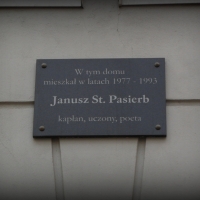 W tym domu
mieszkał w latach 1977 - 1993
Janusz St. Pasierb
kapłan, uczony, poeta